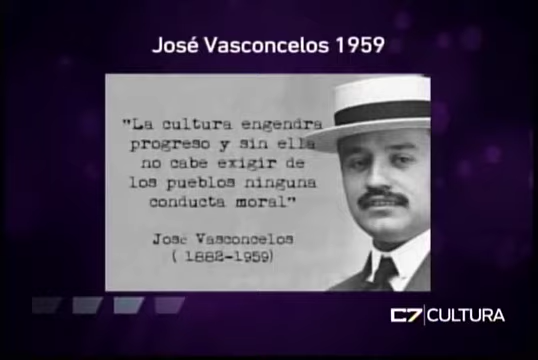 José Vasconcelos 1959
"La cultura engendra
progreso y sin ella
no cabe exigir de
los pueblos ninguna
conducta moral"
José Vasconcelos
( 1882-1959)
C7 CULTURA